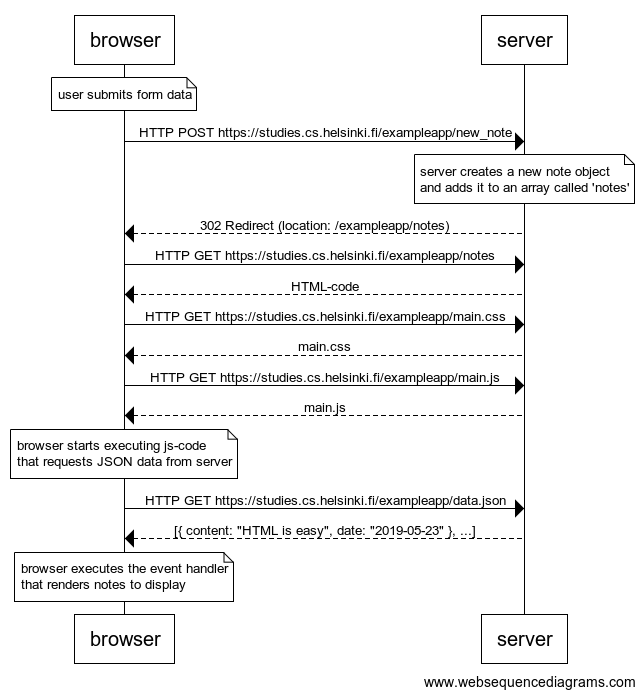 browser
server
user submits form data
HTTP POST https://studies.cs.helsinki.fi/exampleapp/new_note
server creates a new note object
and adds it to an array called 'notes'
302 Redirect (location: /exampleapp/notes)
HTTP GET https://studies.cs.helsinki.fi/exampleapp/notes
HTML-code
HTTP GET https://studies.cs.helsinki.fi/exampleapp/main.css
main.css
HTTP GET https://studies.cs.helsinki.fi/exampleapp/main.js
main.js
browser starts executing js-code
that requests JSON data from server
HTTP GET https://studies.cs.helsinki.fi/exampleapp/data.json
[{ content: "HTML is easy", date: "2019-05-23" }, ...]
browser executes the event handler
that renders notes to display
browser
server
www.websequencediagrams.com